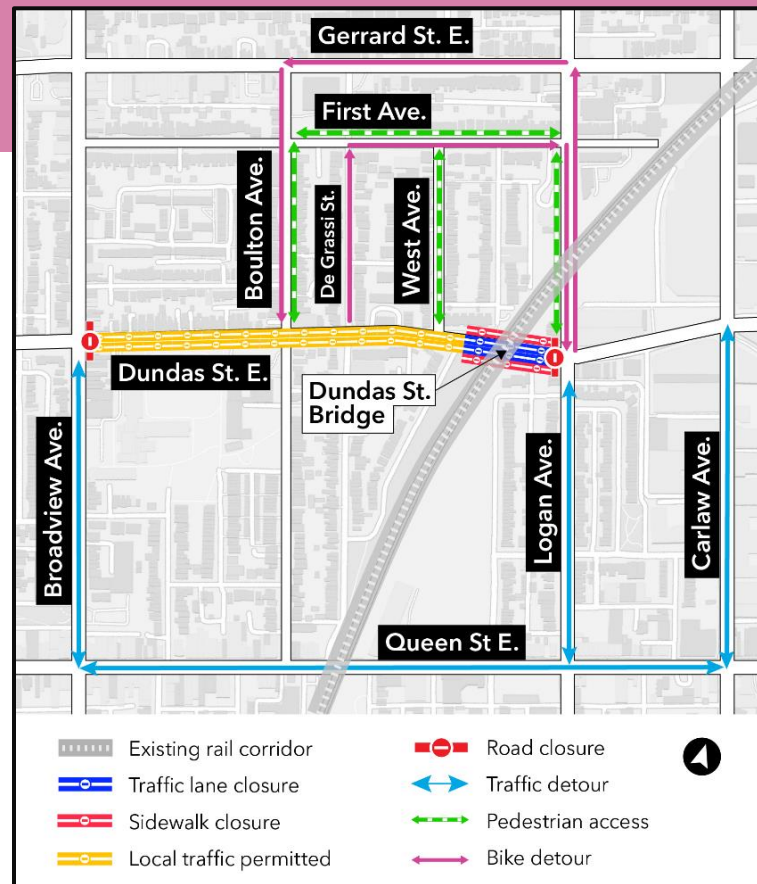 Gerrard St. E.
First Ave.
Boulton Ave.
De Grassi St.
West Ave.
Dundas St. E.
Dundas St.
Bridge
Broadview Ave.
Logan Ave.
Carlaw Ave.
Queen St E.
Existing rail corridor
Traffic lane closure
Sidewalk closure
Local traffic permitted
Road closure
Traffic detour
Pedestrian access
Bike detour